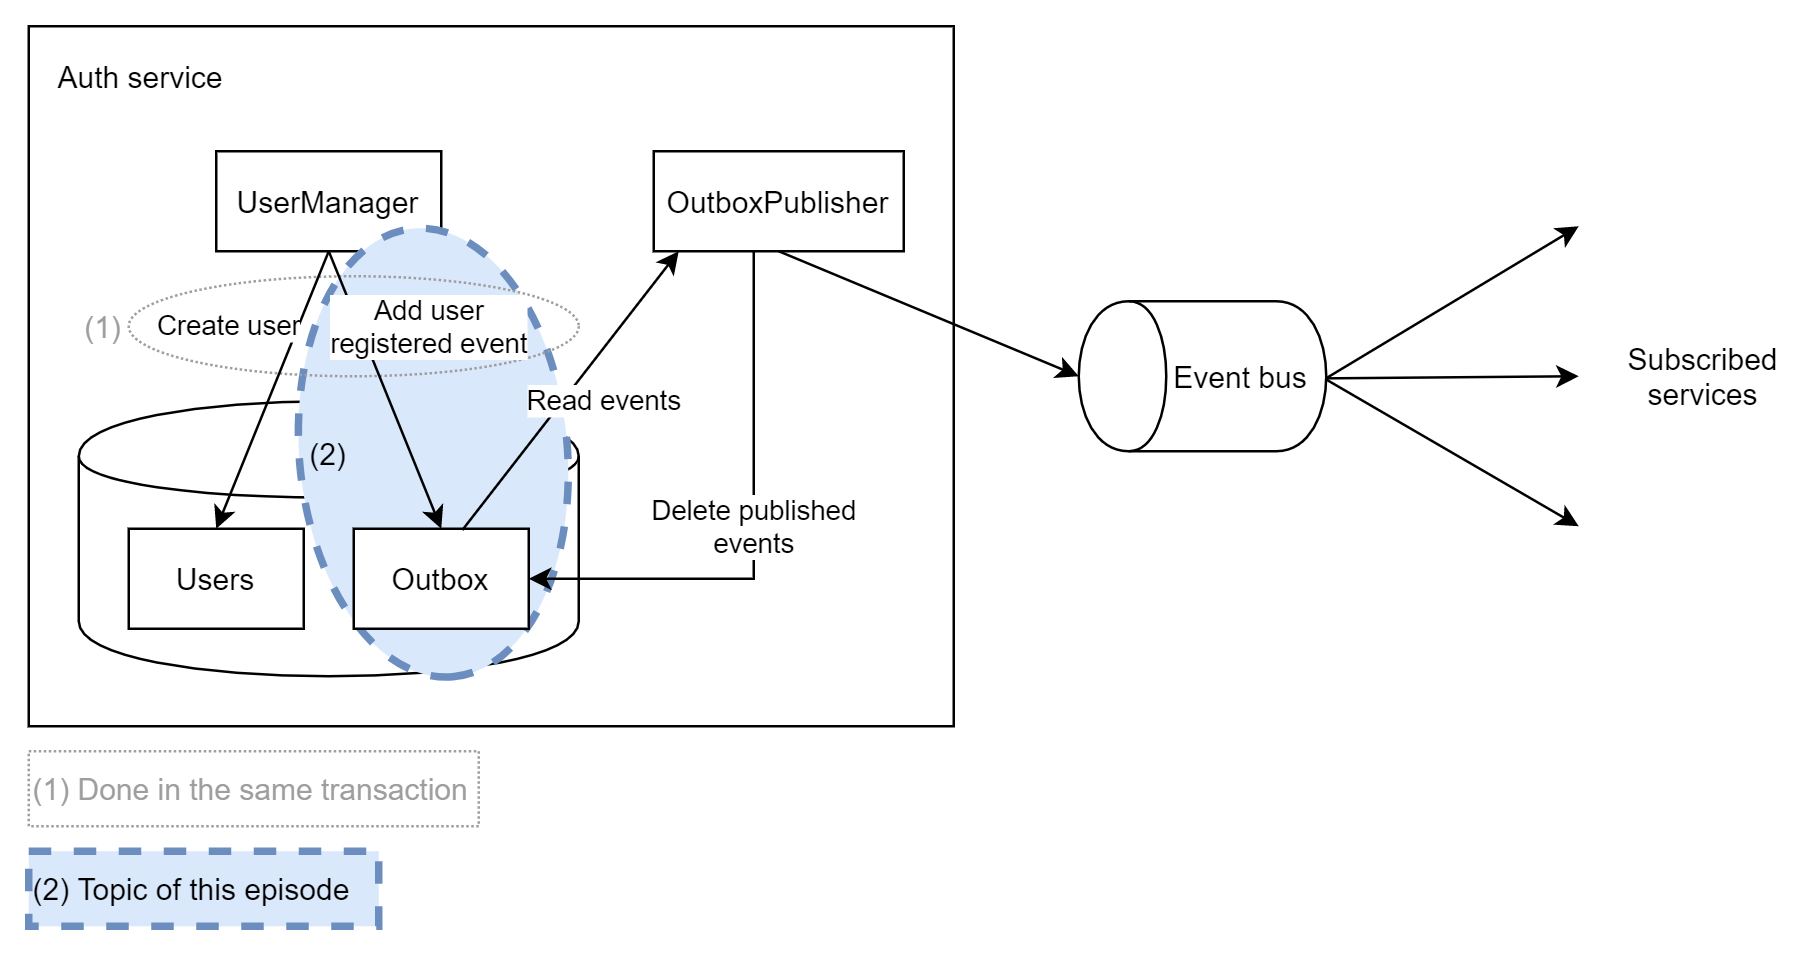 Auth service
UserManager
OutboxPublisher
(1)
Create user
Add user
registered event
Read events
(2)
Users
Outbox
Delete published
events
Event bus
Subscribed
services
(1) Done in the same transaction
(2) Topic of this episode